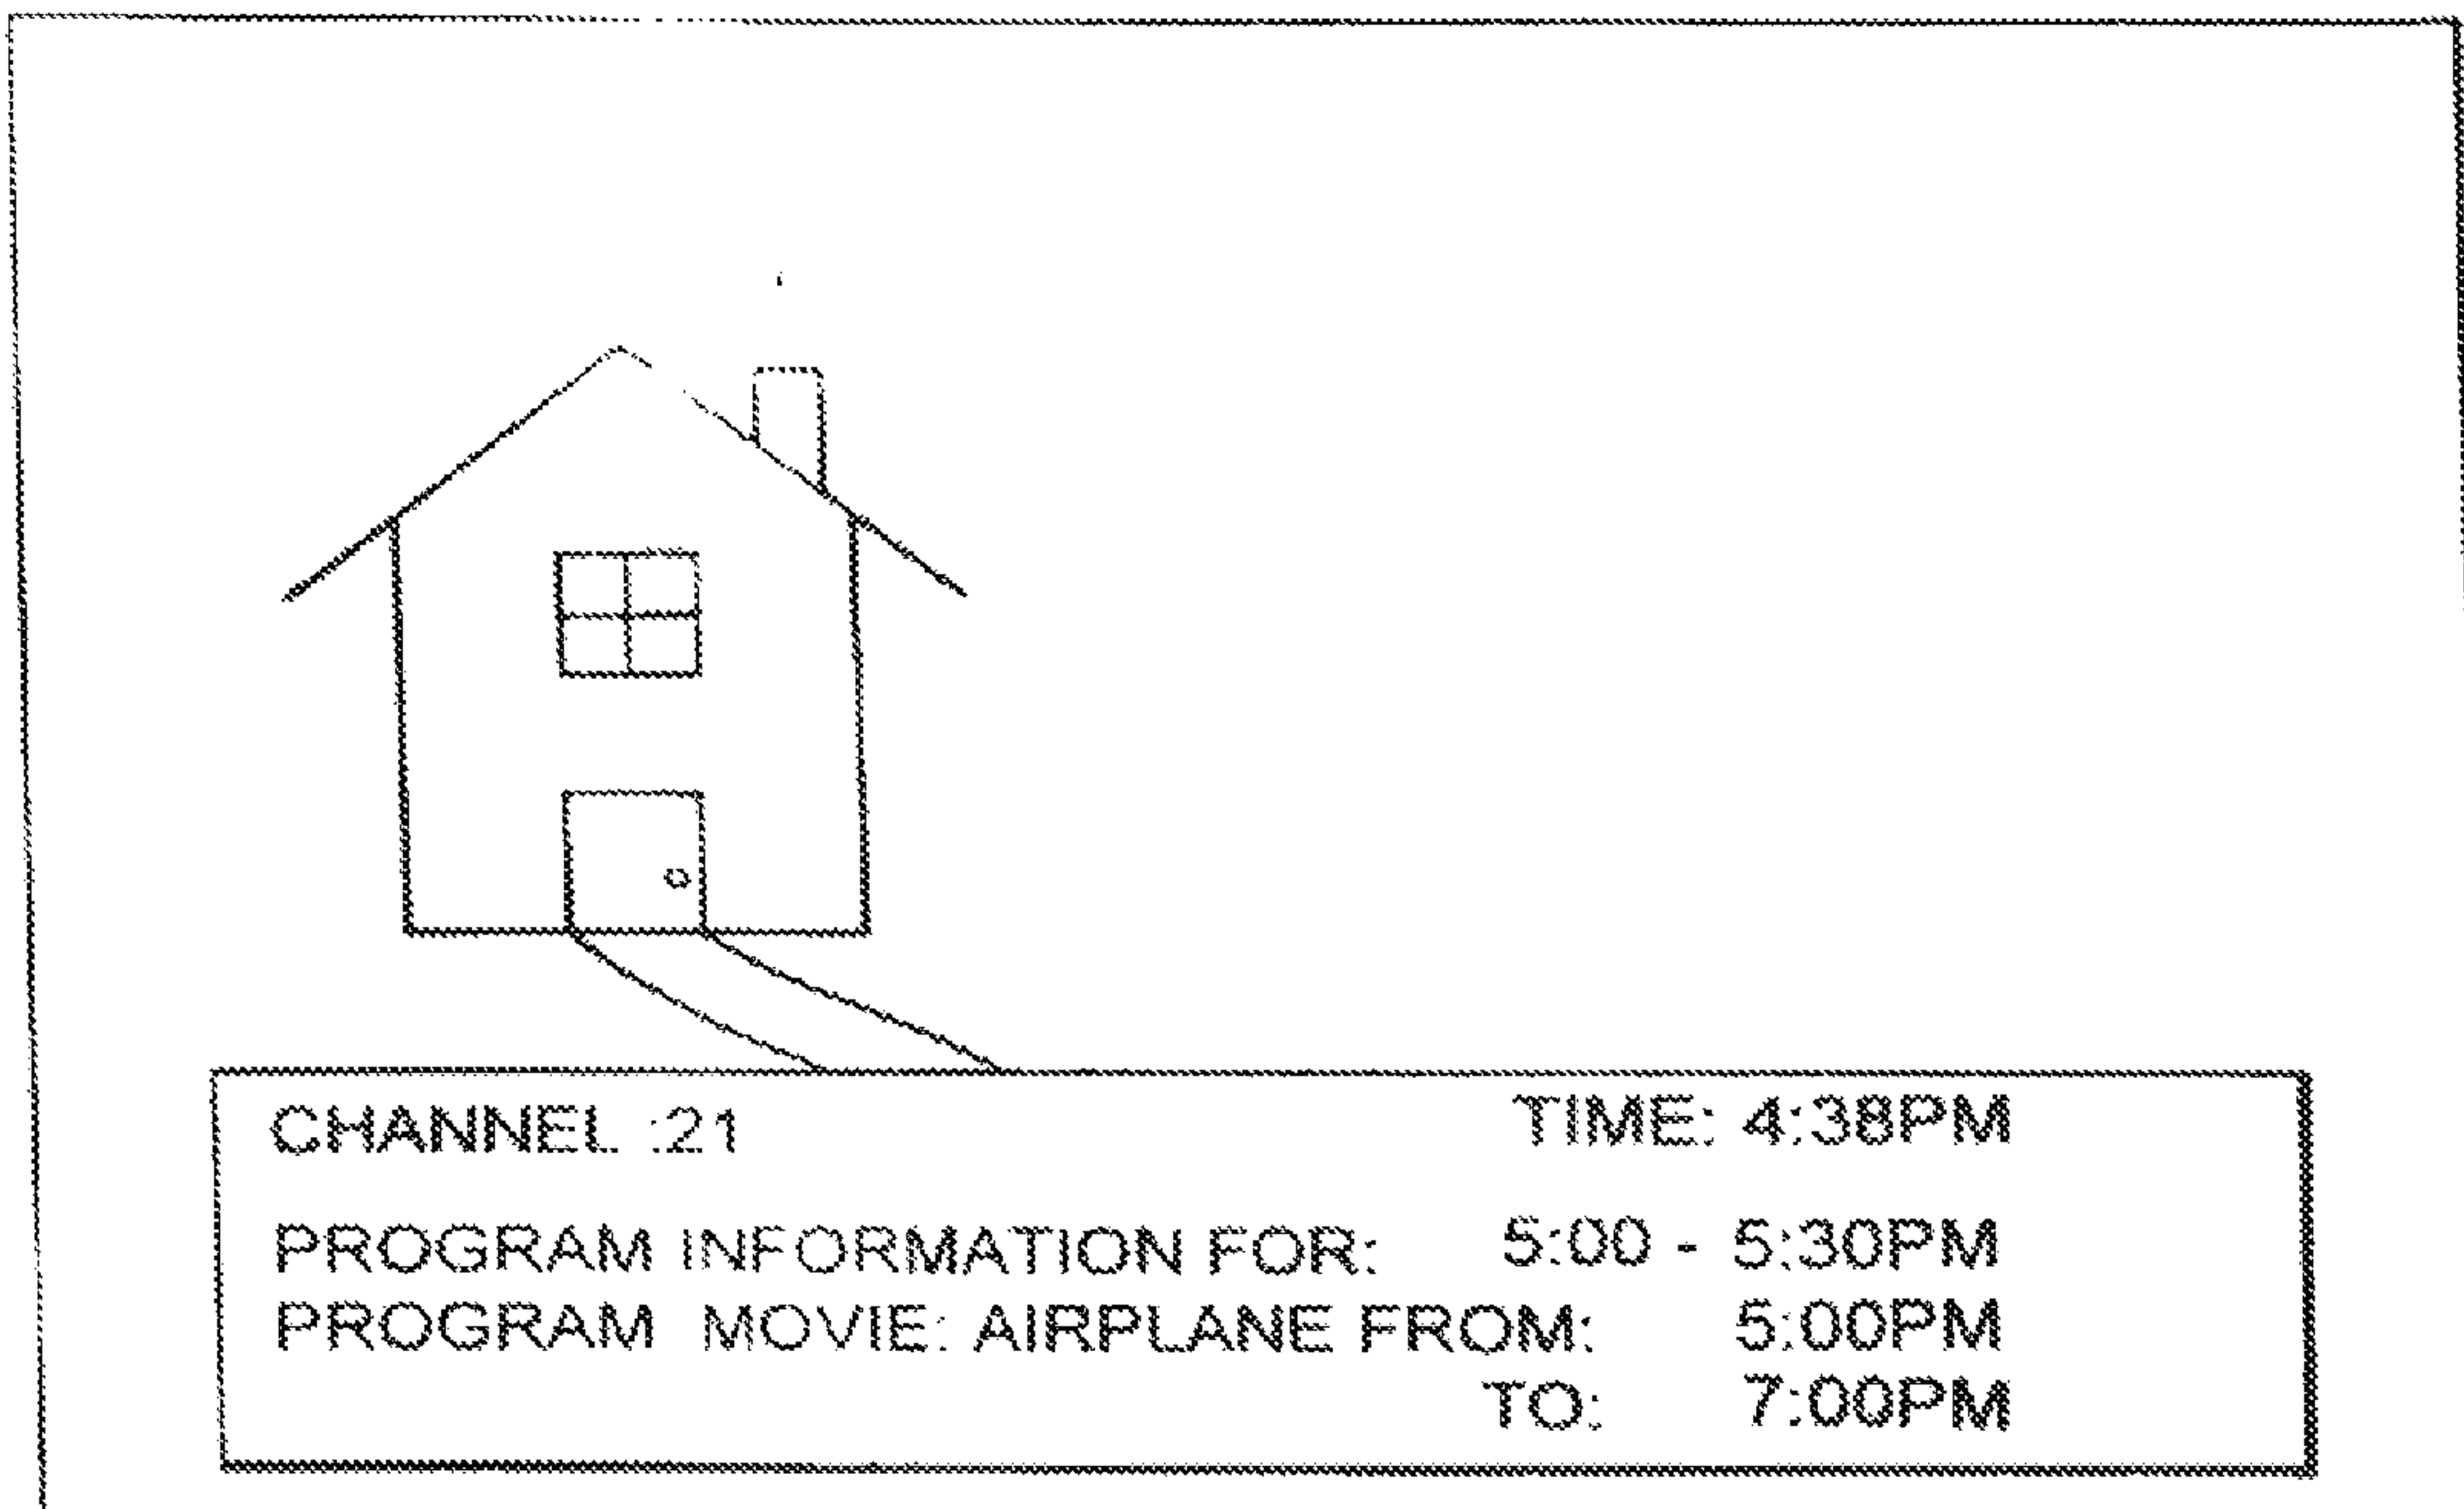 CHANNEL :21 TIME: 4:38PM
PROGRAM INFORMATION FOR: 5:00 - 5:30PM
PROGRAM MOVIE: AIRPLANE FROM: 5:00PM
TO: 7:00PM